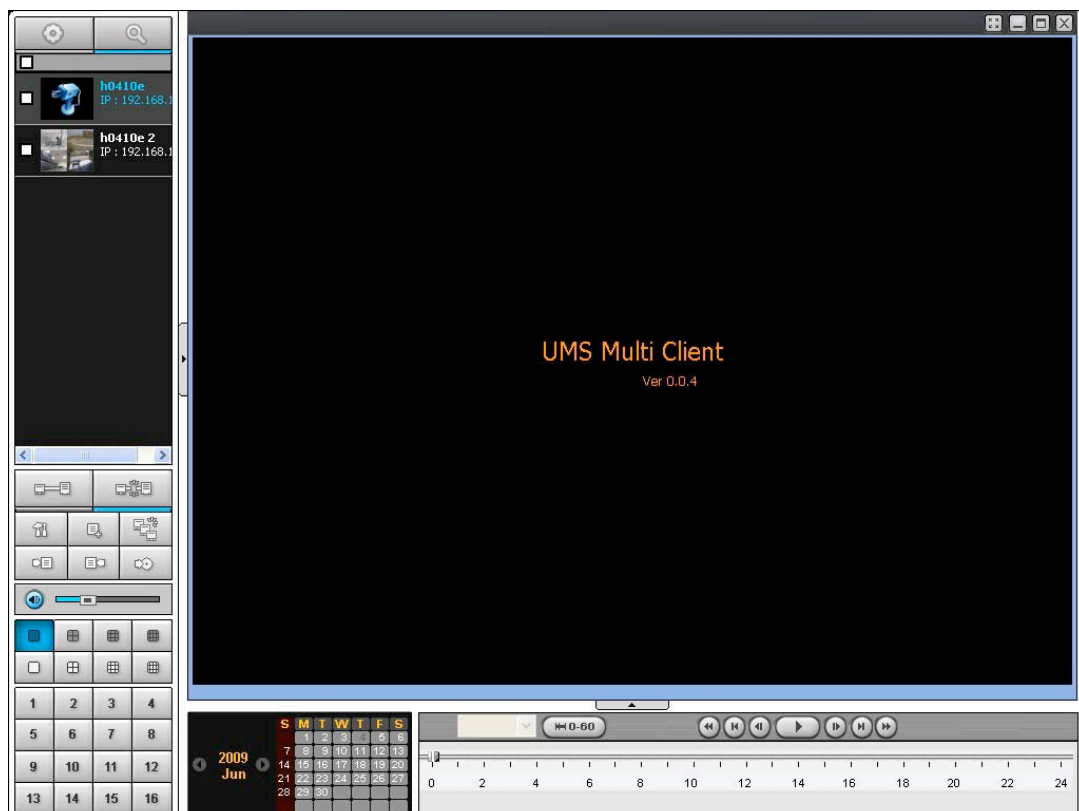 h0410e
IP : 192.168.1
h0410e 2
IP : 192.168.1
UMS Multi Client
Ver 0.0.4
1 2 3 4
5 6 7 8
9 10 11 12
13 14 15 16
2009
Jun
S M T W T F S
1 2 3 4 5 6
7 8 9 10 11 12 13
14 15 16 17 18 19 20
21 22 23 24 25 26 27
28 29 30
0-60
0 2 4 6 8 10 12 14 16 18 20 22 24